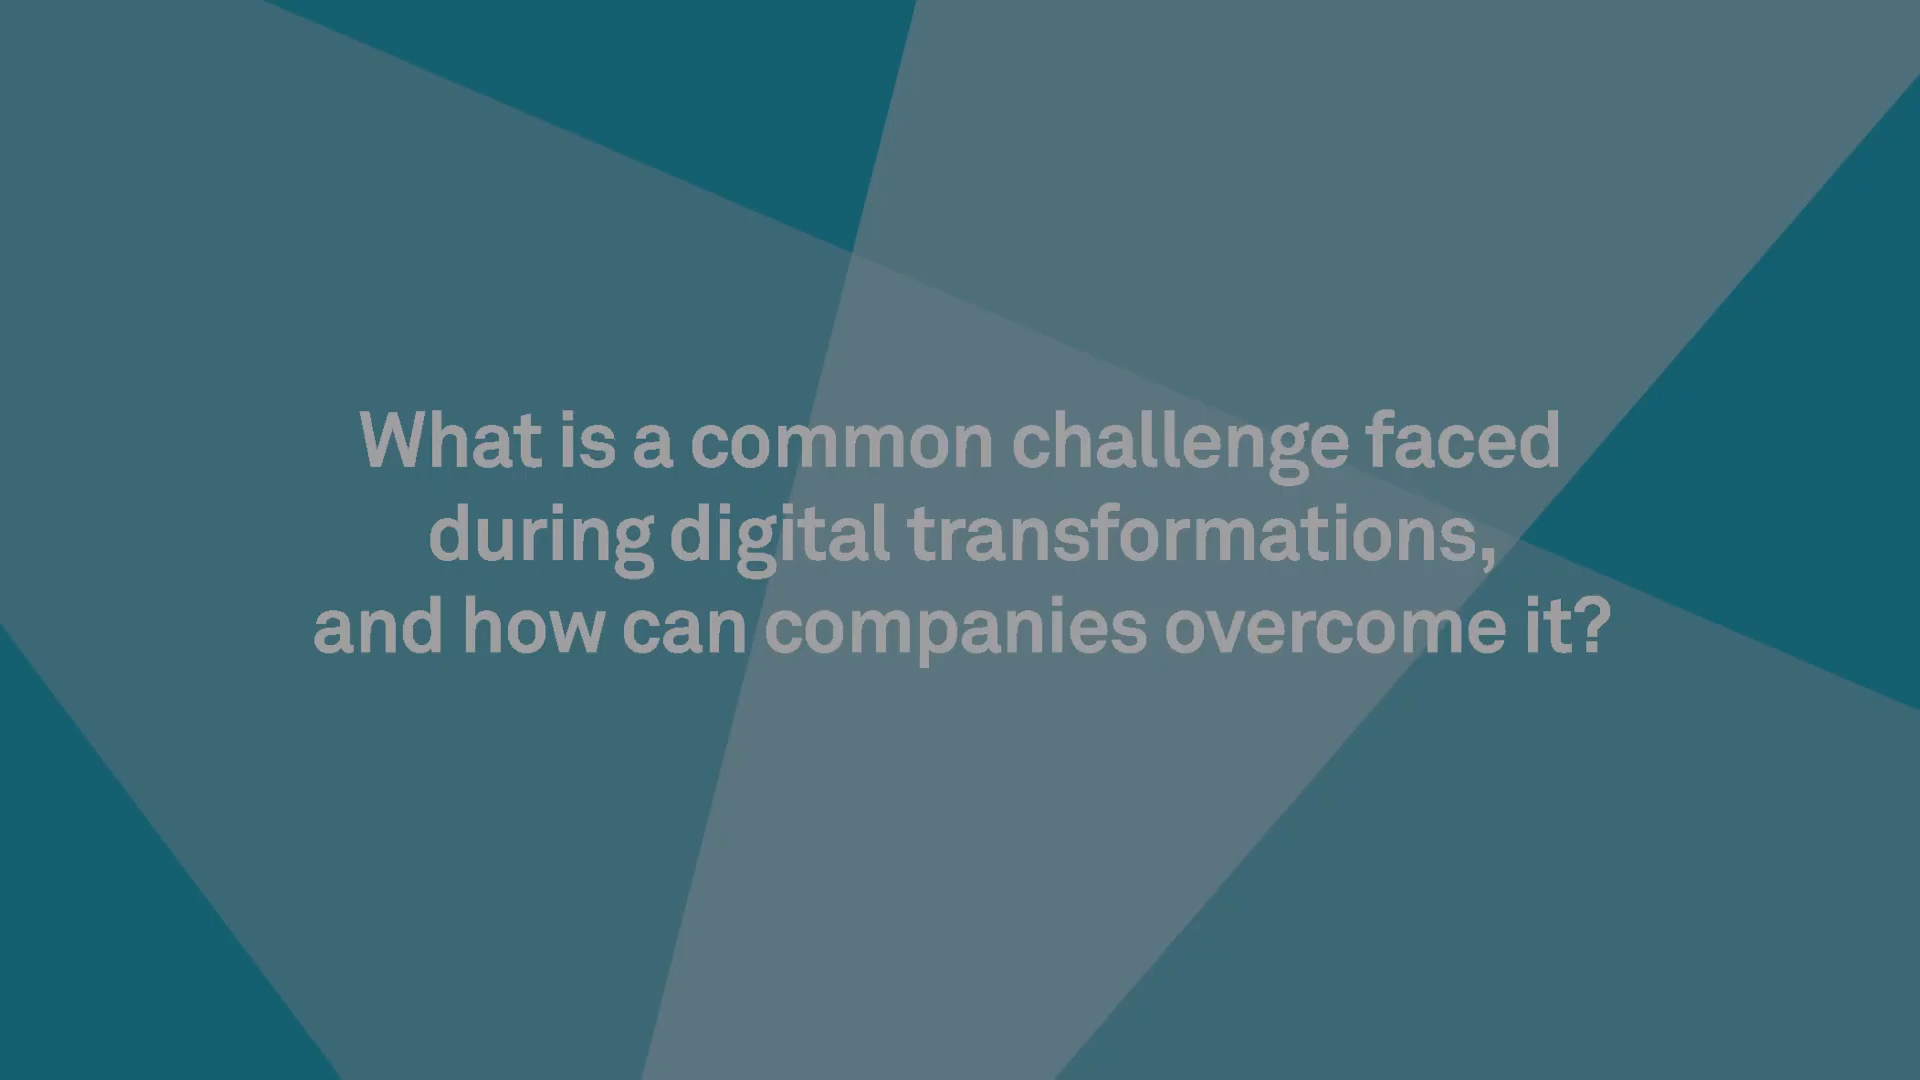 What is a common challenge faced
during digital transformations,
and how can companies overcome it?